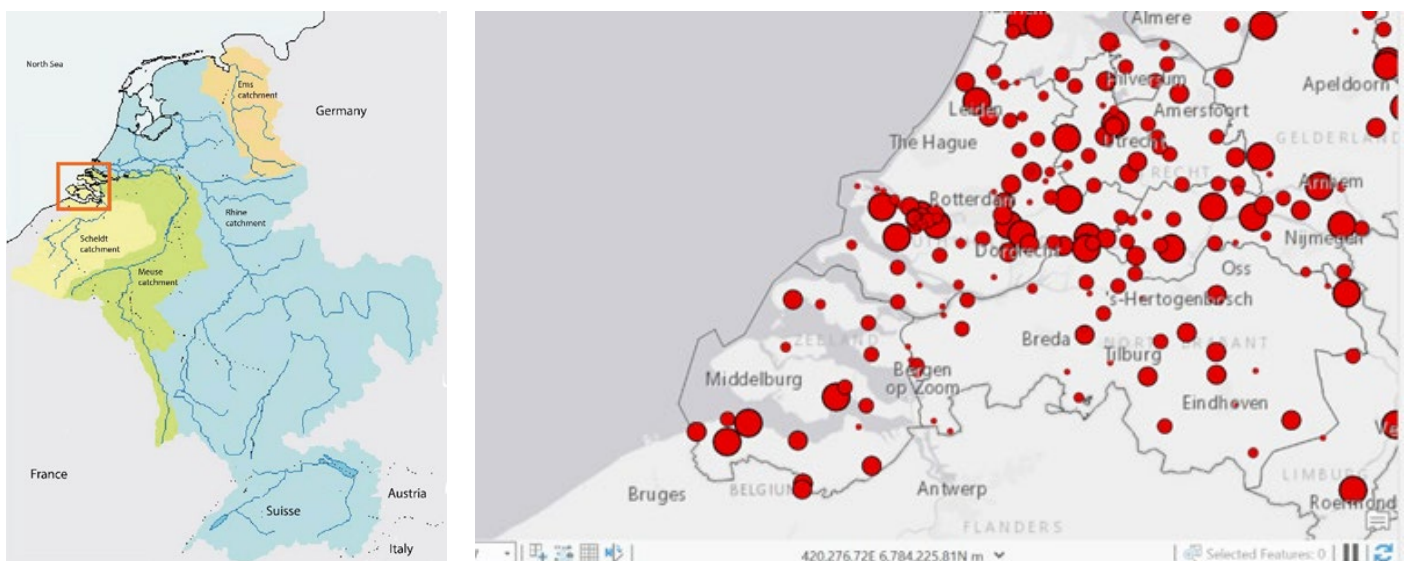 North Sea
Ems
catchment
Germany
Rhine
catchment
Scheldt
catchment
Meuse
catchment
France
Suisse
Austria
Italy
Almere
Hilversum
Apeldoorn
Leiden
Amersfoort
The Hague
Utrecht
GELDERLAND
Arnhem
Rotterdam
Nijmegen
Dordrecht
Oss
's-Hertogenbosch
ZEELAND
Breda
NORTH BRABANT
Tilburg
Middelburg
Bergen
op Zoom
Eindhoven
LIMBURG
Bruges
BELGIUM
Antwerp
Roermond
FLANDERS
420.276,72E 6.784.225,81N m
Selected Features: 0